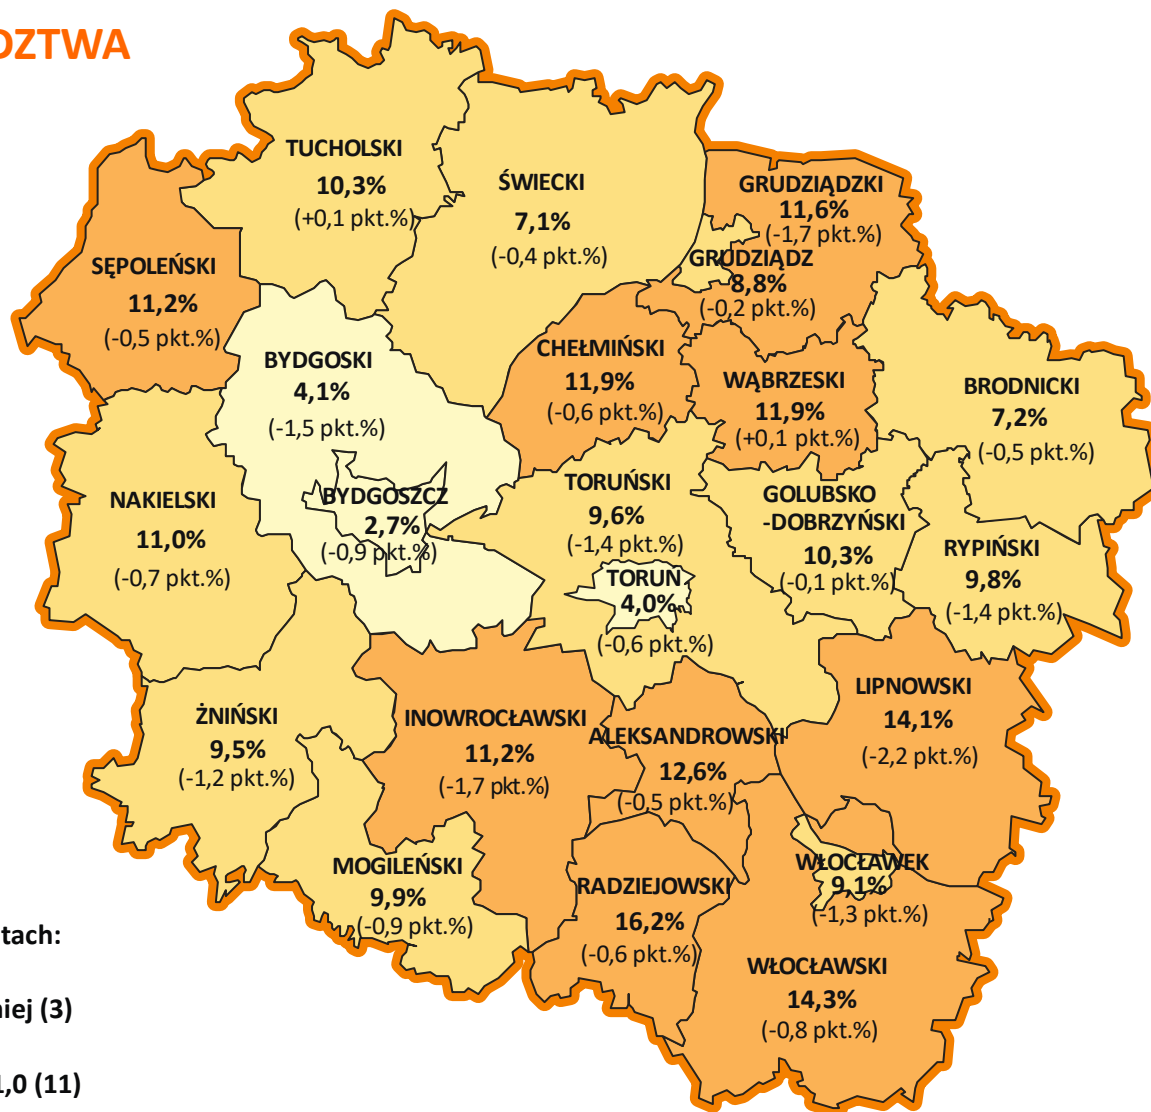 DZTWA
TUCHOLSKI
10,3%
(+0,1 pkt.%)
ŚWIECKI
7,1%
(-0,4 pkt.%)
GRUDZIĄDZKI
11,6%
(-1,7 pkt.%)
GRUDZIĄDZ
8,8%
(-0,2 pkt.%)
SĘPOLEŃSKI
11,2%
(-0,5 pkt.%)
BYDGOSKI
4,1%
(-1,5 pkt.%)
CHEŁMIŃSKI
11,9%
(-0,6 pkt.%)
WĄBRZESKI
11,9%
(+0,1 pkt.%)
BRODNICKI
7,2%
(-0,5 pkt.%)
NAKIELSKI
11,0%
(-0,7 pkt.%)
BYDGOSZCZ
2,7%
(-0,9 pkt.%)
TORUŃSKI
9,6%
(-1,4 pkt.%)
GOLUBSKO
-DOBRZYŃSKI
10,3%
(-0,1 pkt.%)
RYPIŃSKI
9,8%
(-1,4 pkt.%)
TORUŃ
4,0%
(-0,6 pkt.%)
ŻNIŃSKI
9,5%
(-1,2 pkt.%)
INOWROCŁAWSKI
11,2%
(-1,7 pkt.%)
ALEKSANDROWSKI
12,6%
(-0,5 pkt.%)
LIPNOWSKI
14,1%
(-2,2 pkt.%)
MOGILEŃSKI
9,9%
(-0,9 pkt.%)
RADZIEJOWSKI
16,2%
(-0,6 pkt.%)
WŁOCŁAWEK
9,1%
(-1,3 pkt.%)
WŁOCŁAWSKI
14,3%
(-0,8 pkt.%)
tach:
iej (3)
1,0 (11)